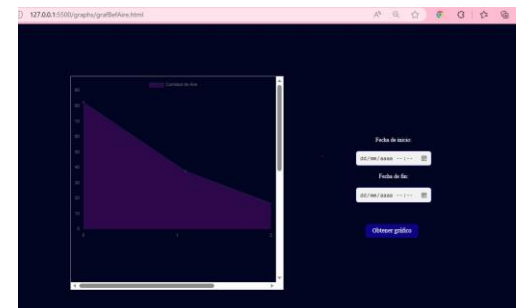 127.0.0.1:5500/graphs/grafBefAire.html
Cantidad de Aire
90
80
70
60
50
40
30
20
10
0
0 1 2
Fecha de inicio:
dd/mm/aaaa --:--
Fecha de fin:
dd/mm/aaaa --:--
Obtener gráfico